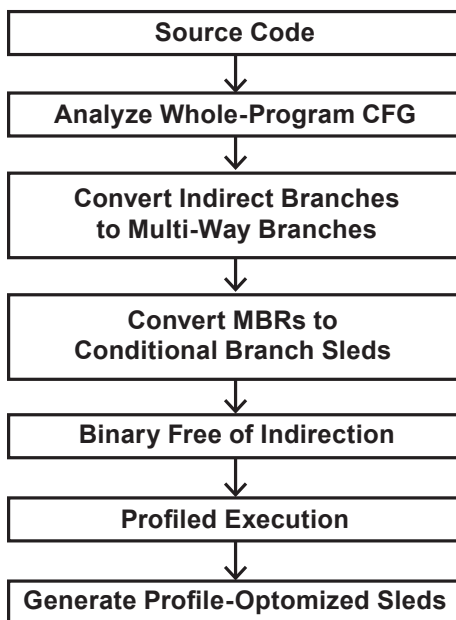 Source Code
Analyze Whole-Program CFG
Convert Indirect Branches
to Multi-Way Branches
Convert MBRs to
Conditional Branch Sleds
Binary Free of Indirection
Profiled Execution
Generate Profile-Optomized Sleds